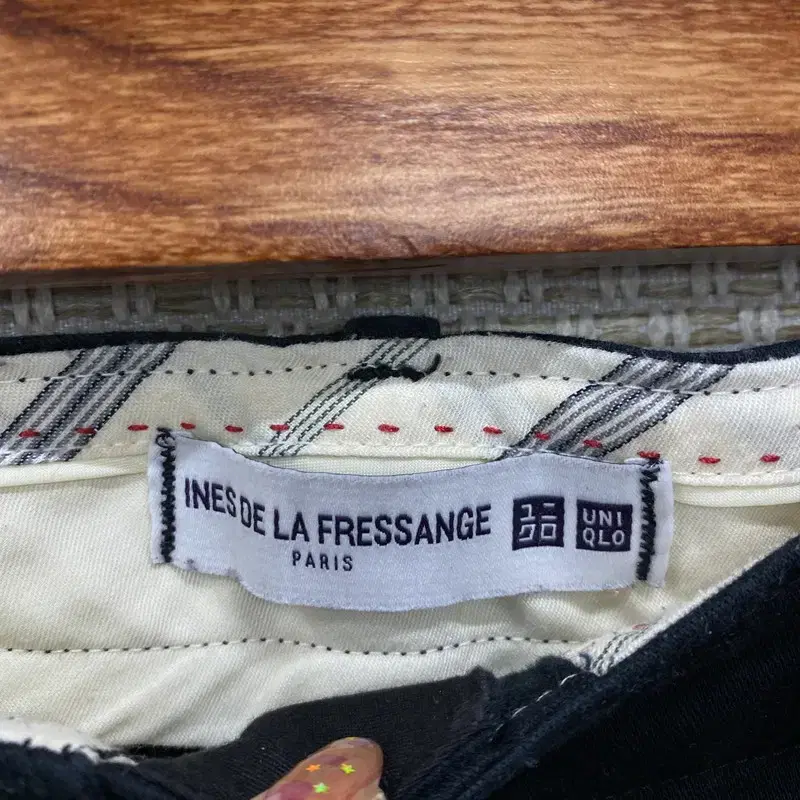 INES DE LA FRESSANGE
PARIS
ユニ
クロ
UNI
QLO